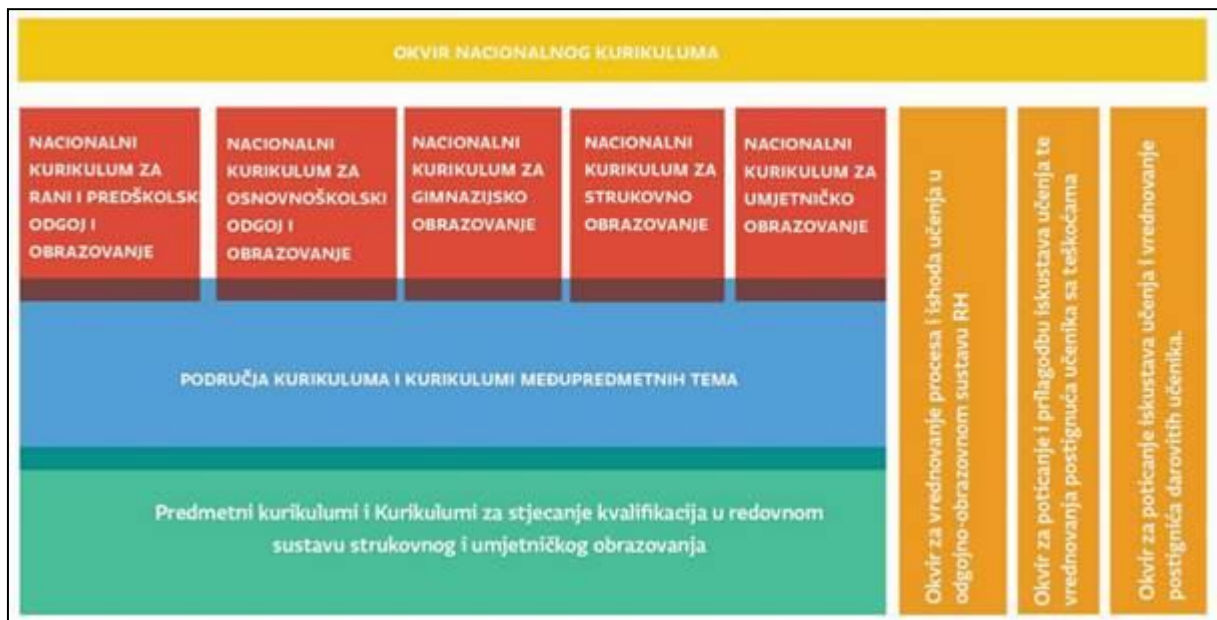 OKVIR NACIONALNOG KURIKULUMA
NACIONALNI
KURIKULUM ZA
RANI I PREDŠKOLSK
ODGOJ I
OBRAZOVANJE
NACIONALNI
KURIKULUM ZA
OSNOVNOŠKOLSKI
ODGOJ I
OBRAZOVANJE
NACIONALNI
KURIKULUM ZA
GIMNAZIJSKO
OBRAZOVANJE
NACIONALNI
KURIKULUM ZA
STRUKOVNO
OBRAZOVANJE
NACIONALNI
KURIKULUM ZA
UMJETNIČKO
OBRAZOVANJE
PODRUČJA KURIKULUMA I KURIKULUMI MEĐUPREDMETNIH TEMA
Predmetni kurikulumi i Kurikulumi za stjecanje kvalifikacija u redovnom
sustavu strukovnog i umjetničkog obrazovanja
Okvir za vrednovanje procesa i ishoda učenja u
odgojno-obrazovnom sustavu RH
Okvir za poticanje i prilagodbu iskustava učenja te
vrednovanja postignuća učenika sa teškoćama
Okvir za poticanje iskustava učenja i vrednovanje
postignića darovitih učenika.